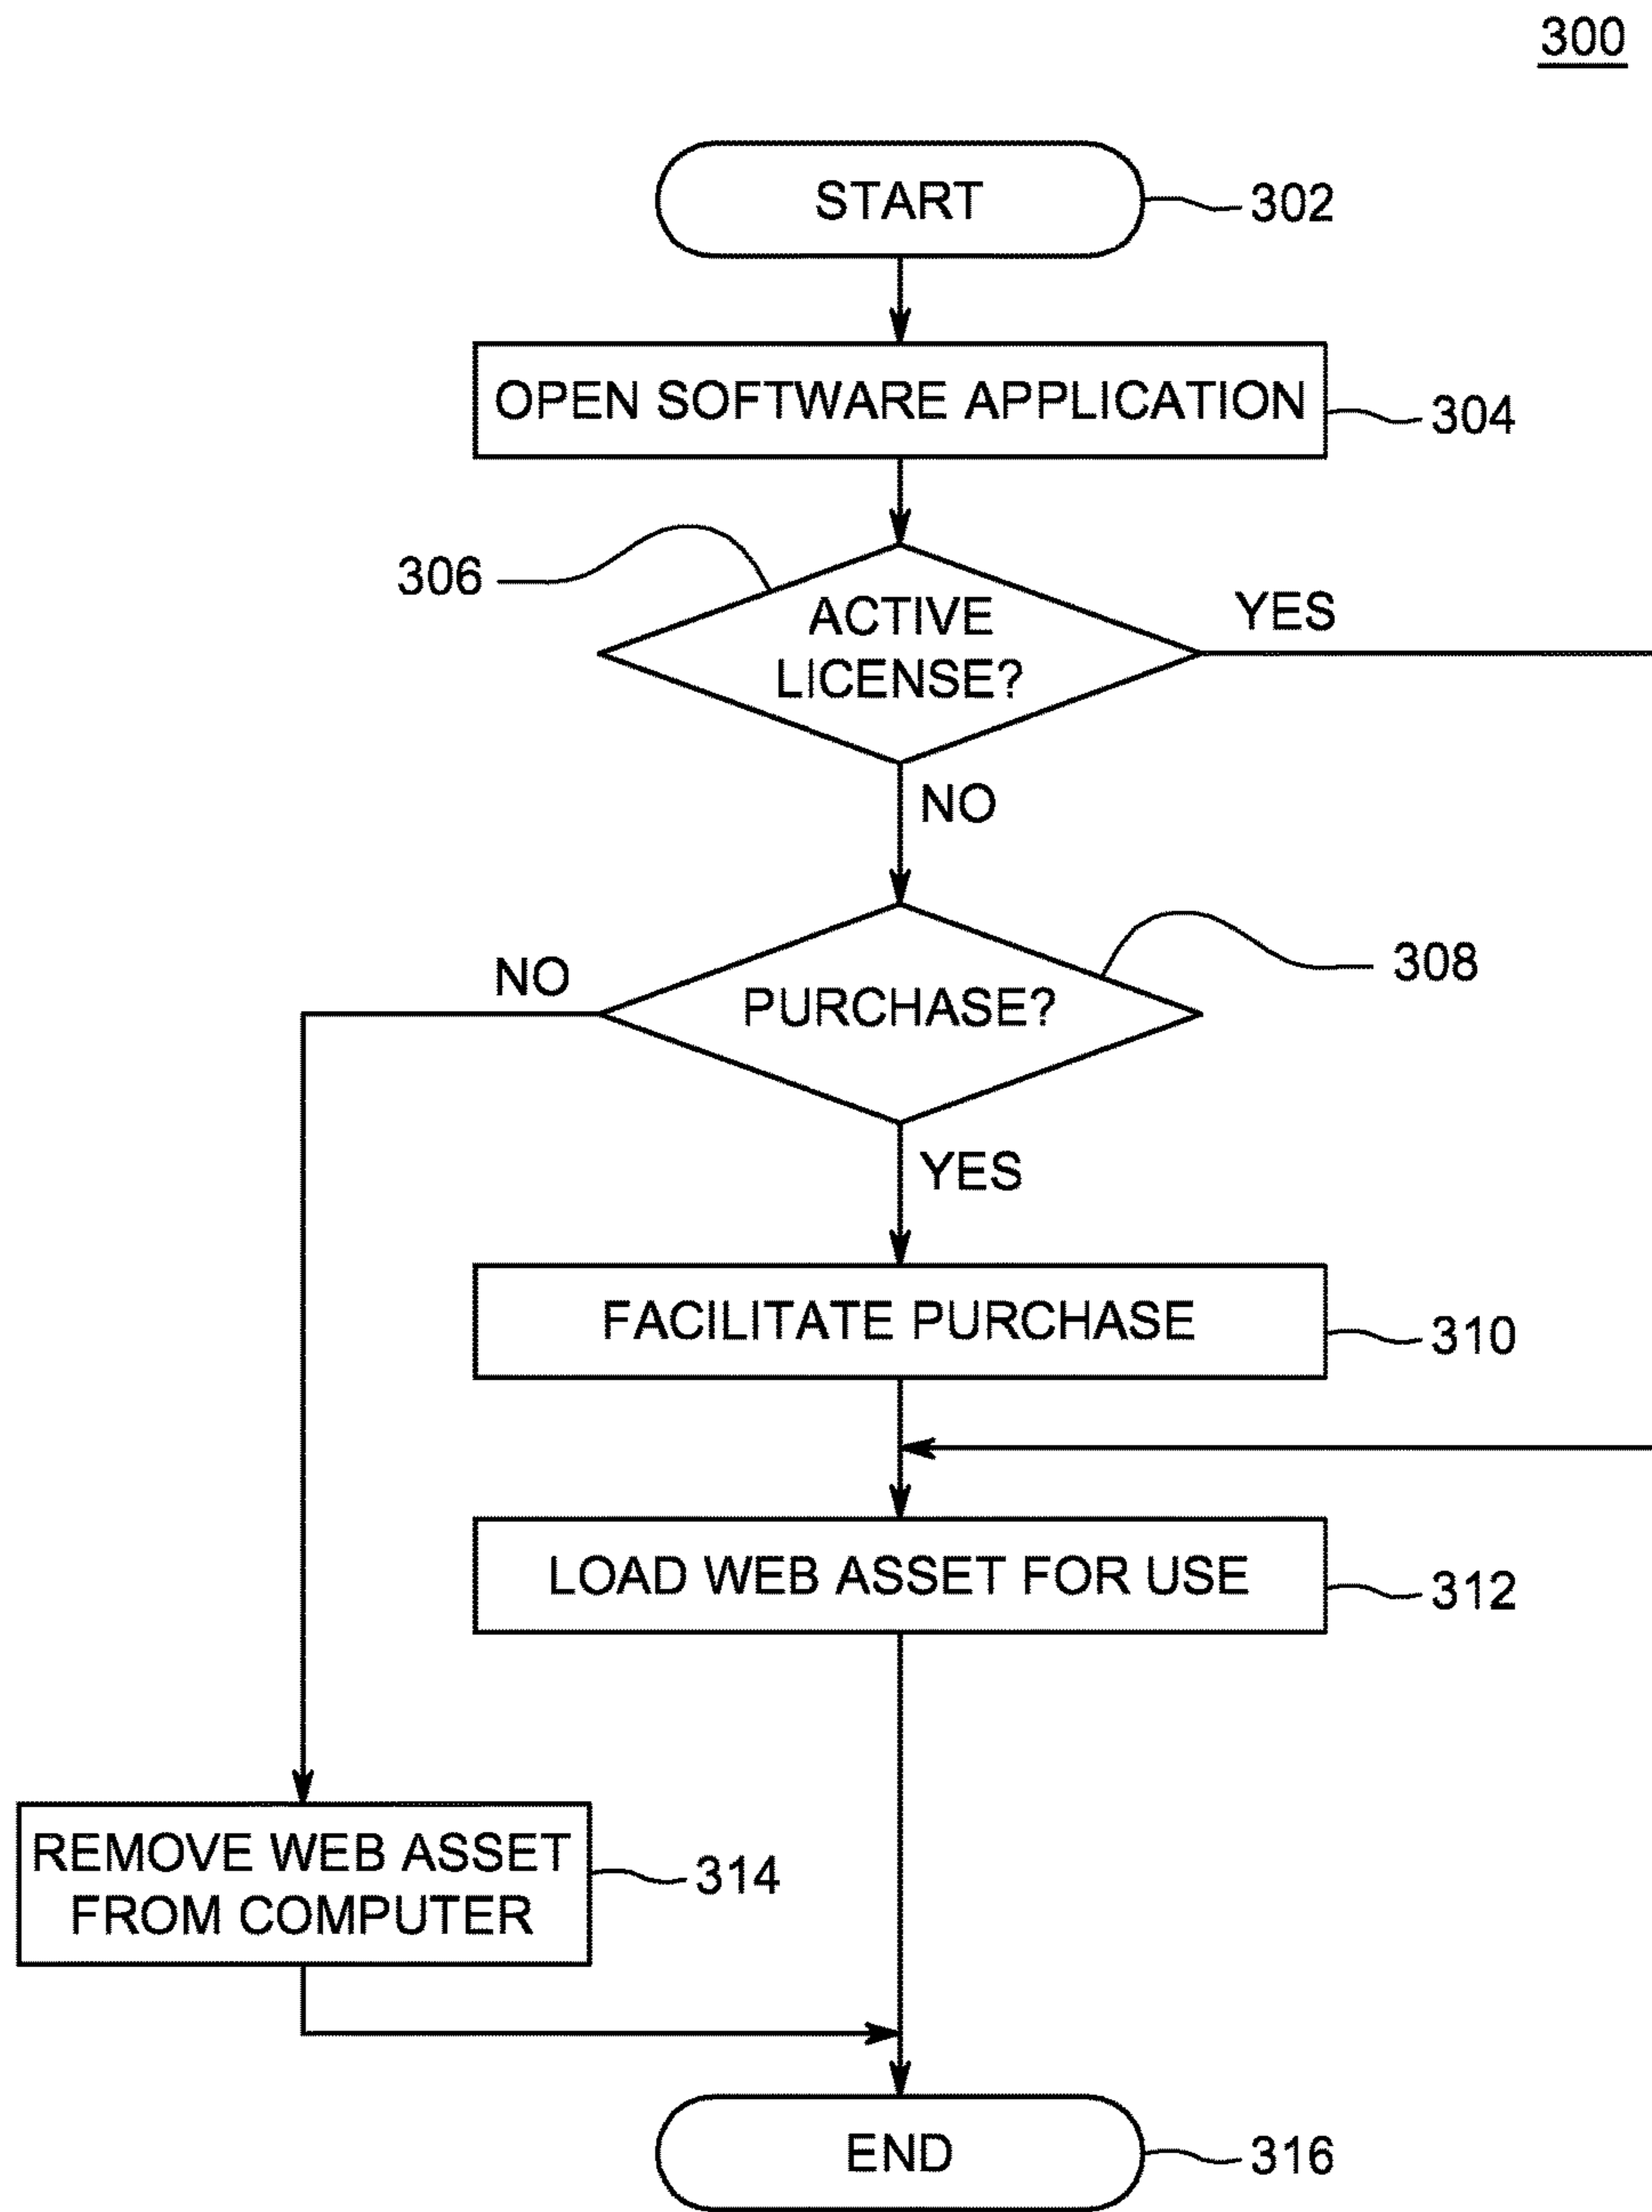 300
START
302
OPEN SOFTWARE APPLICATION
304
306
ACTIVE
LICENSE?
YES
NO
308
NO
PURCHASE?
YES
FACILITATE PURCHASE
310
LOAD WEB ASSET FOR USE
312
REMOVE WEB ASSET
FROM COMPUTER
314
END
316